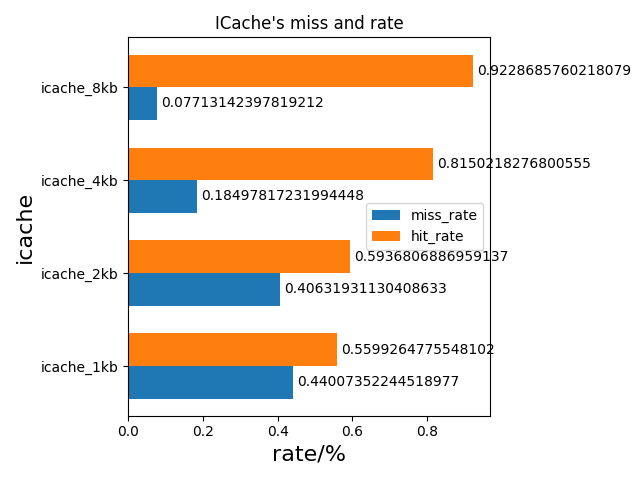 ICache's miss and rate
icache_8kb
0.9228685760218079
0.07713142397819212
icache_4kb
0.8150218276800555
0.18497817231994448
miss_rate
hit_rate
icache_2kb
0.5936806886959137
0.40631931130408633
icache_1kb
0.5599264775548102
0.44007352244518977
icache
0.0 0.2 0.4 0.6 0.8
rate/%